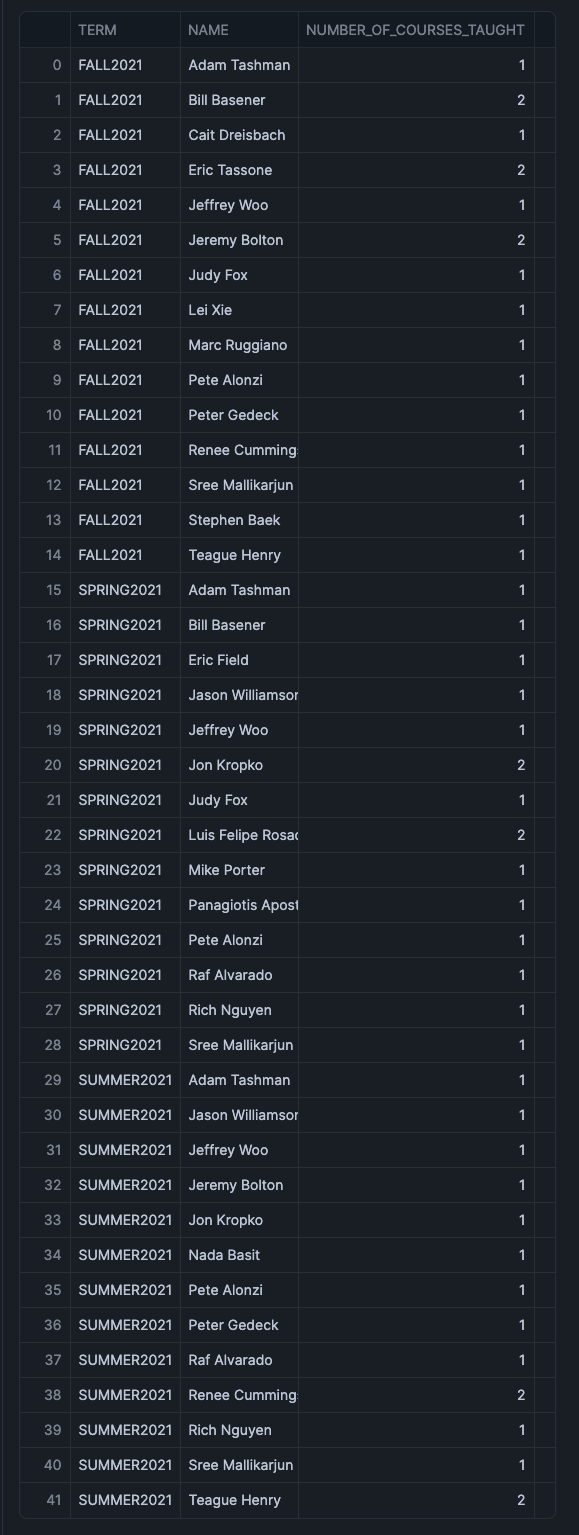 TERM NAME NUMBER_OF_COURSES_TAUGHT
0 FALL2021 Adam Tashman 1
1 FALL2021 Bill Basener 2
2 FALL2021 Cait Dreisbach 1
3 FALL2021 Eric Tassone 2
4 FALL2021 Jeffrey Woo 1
5 FALL2021 Jeremy Bolton 2
6 FALL2021 Judy Fox 1
7 FALL2021 Lei Xie 1
8 FALL2021 Marc Ruggiano 1
9 FALL2021 Pete Alonzi 1
10 FALL2021 Peter Gedeck 1
11 FALL2021 Renee Cumming 1
12 FALL2021 Sree Mallikarjun 1
13 FALL2021 Stephen Baek 1
14 FALL2021 Teague Henry 1
15 SPRING2021 Adam Tashman 1
16 SPRING2021 Bill Basener 1
17 SPRING2021 Eric Field 1
18 SPRING2021 Jason Williamson 1
19 SPRING2021 Jeffrey Woo 1
20 SPRING2021 Jon Kropko 2
21 SPRING2021 Judy Fox 1
22 SPRING2021 Luis Felipe Rosa 2
23 SPRING2021 Mike Porter 1
24 SPRING2021 Panagiotis Apost 1
25 SPRING2021 Pete Alonzi 1
26 SPRING2021 Raf Alvarado 1
27 SPRING2021 Rich Nguyen 1
28 SPRING2021 Sree Mallikarjun 1
29 SUMMER2021 Adam Tashman 1
30 SUMMER2021 Jason Williamson 1
31 SUMMER2021 Jeffrey Woo 1
32 SUMMER2021 Jeremy Bolton 1
33 SUMMER2021 Jon Kropko 1
34 SUMMER2021 Nada Basit 1
35 SUMMER2021 Pete Alonzi 1
36 SUMMER2021 Peter Gedeck 1
37 SUMMER2021 Raf Alvarado 1
38 SUMMER2021 Renee Cumming 2
39 SUMMER2021 Rich Nguyen 1
40 SUMMER2021 Sree Mallikarjun 1
41 SUMMER2021 Teague Henry 2